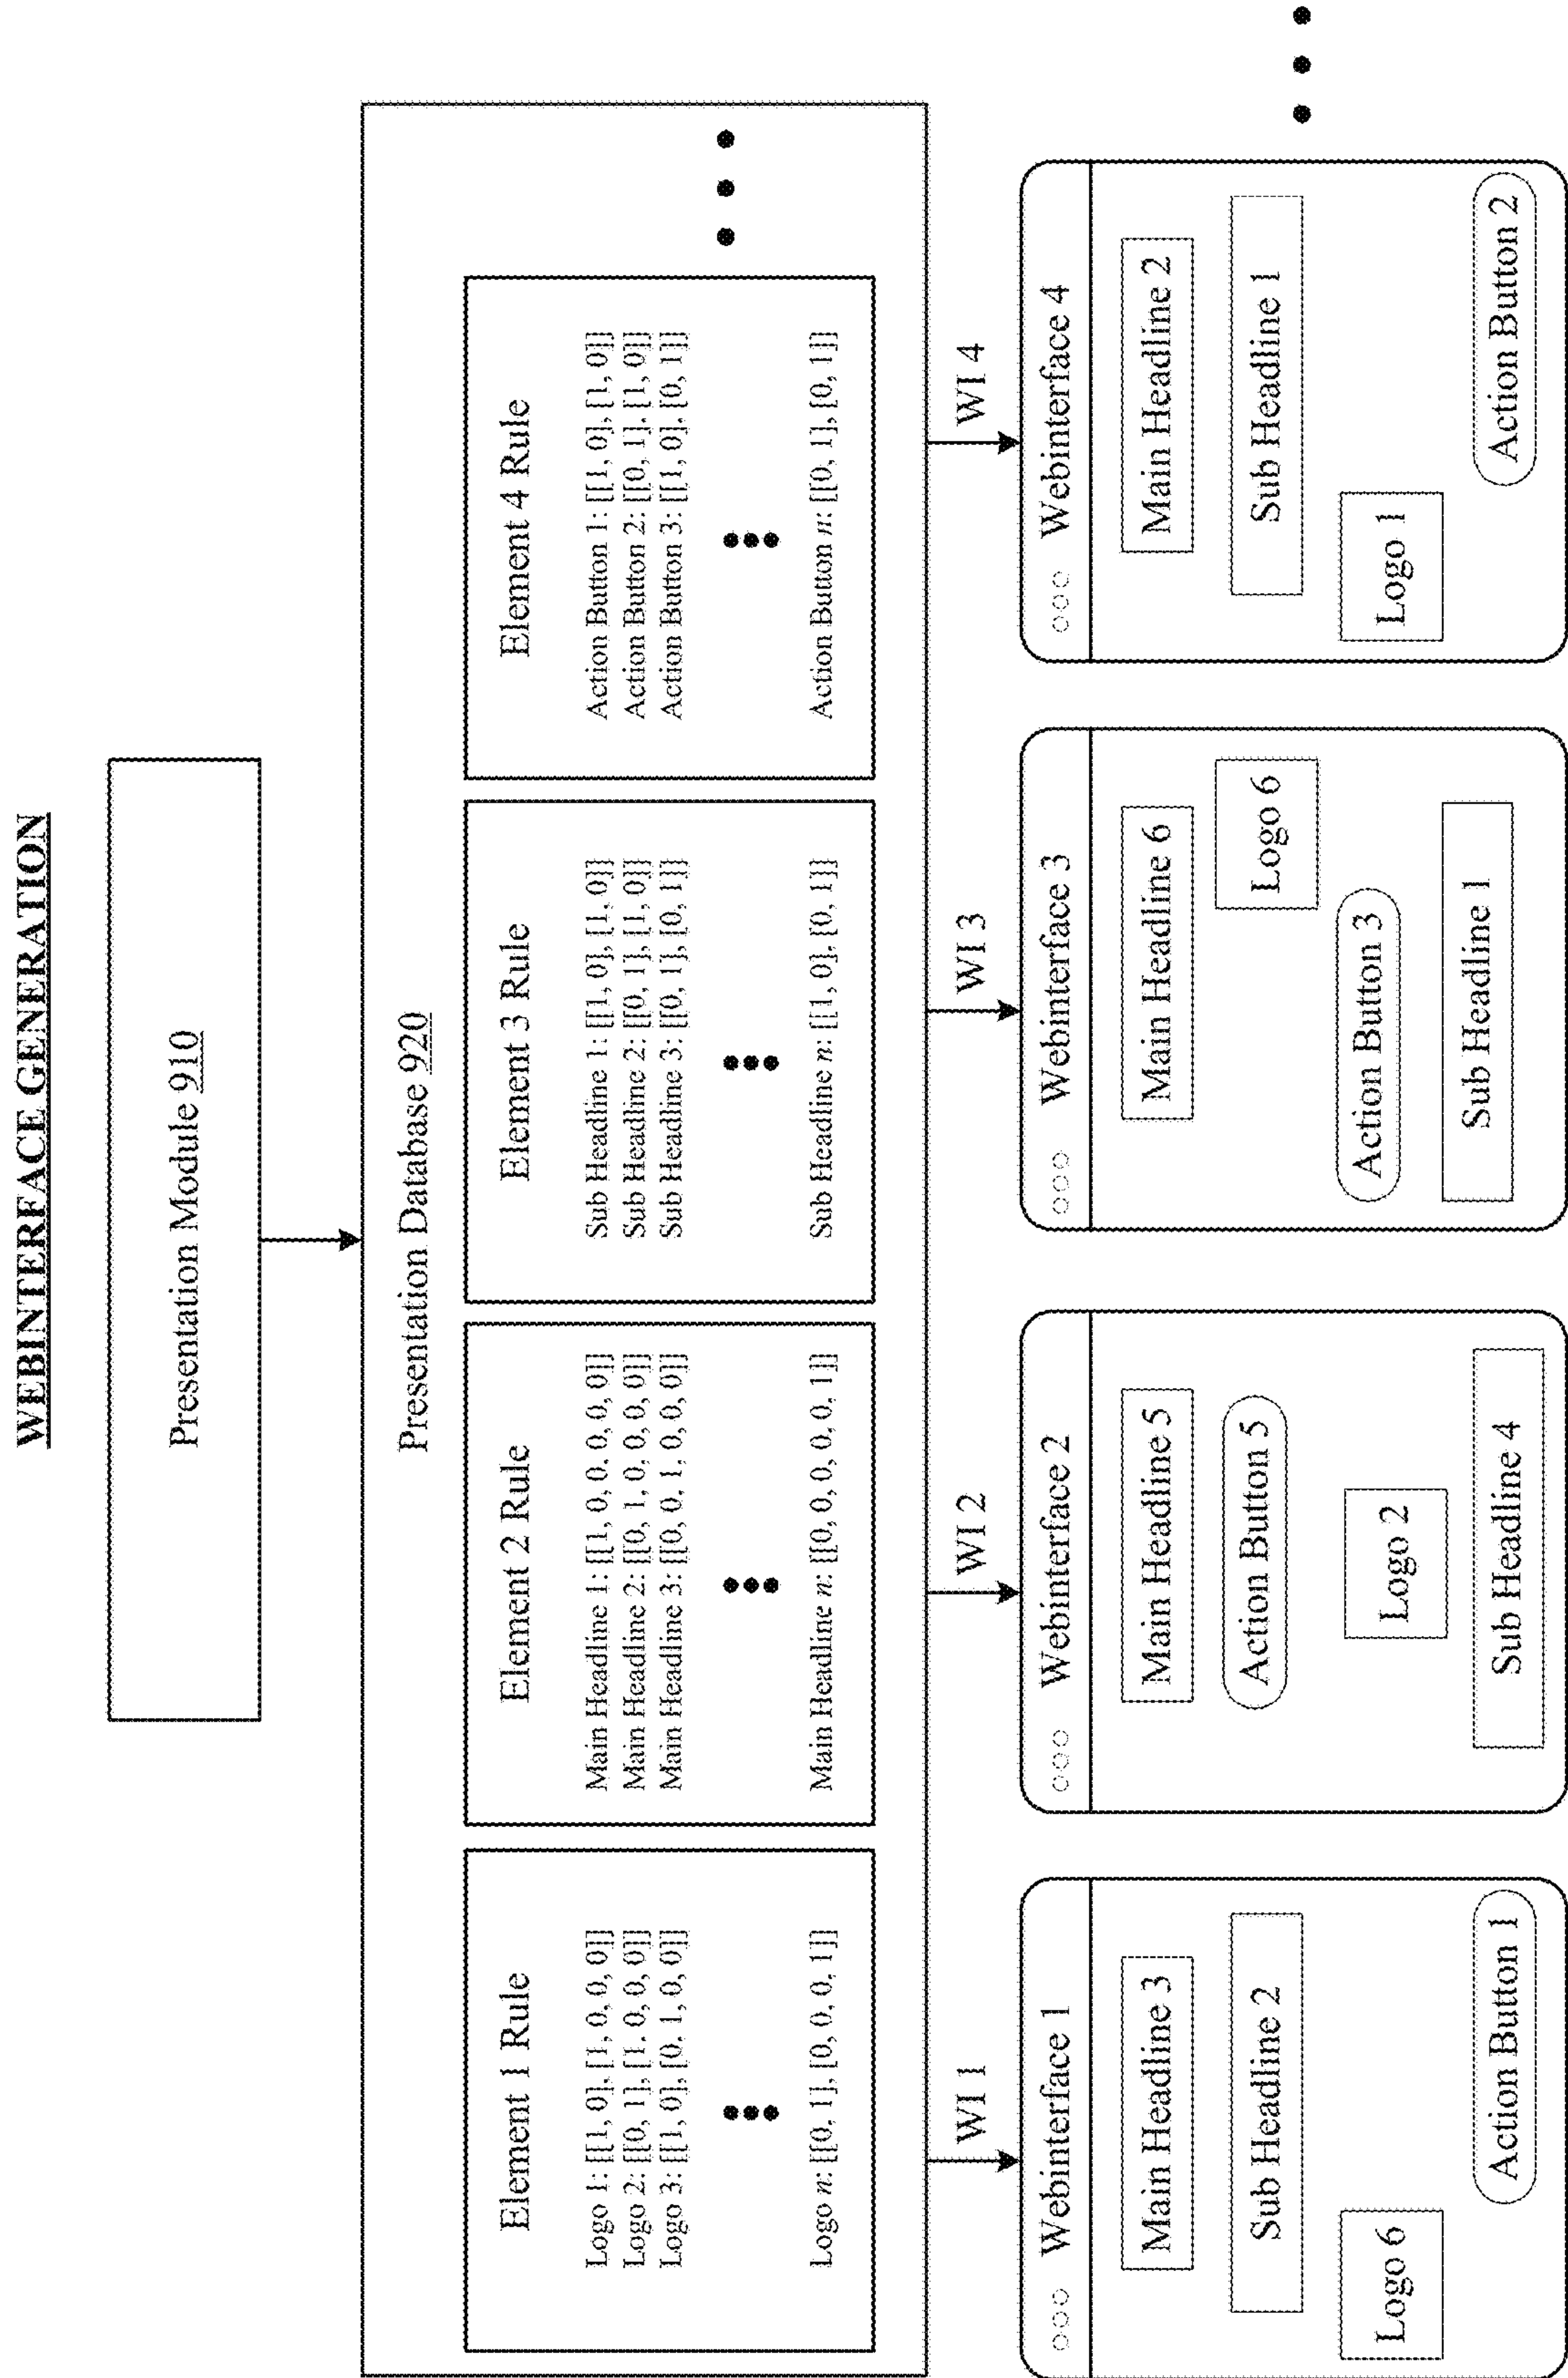 WEBINTERFACE GENERATION
Presentation Module 910
Presentation Database 920
Element 1 Rule
Logo 1: [[1, 0], [1, 0, 0, 0]]
Logo 2: [[0, 1], [1, 0, 0, 0]]
Logo 3: [[1, 0], [0, 1, 0, 0]]
Logo n: [[0, 1], [0, 0, 0, 1]]
Element 2 Rule
Main Headline 1: [[1, 0, 0, 0, 0, 0]]
Main Headline 2: [[0, 1, 0, 0, 0, 0]]
Main Headline 3: [[0, 0, 1, 0, 0, 0]]
Main Headline n: [[0, 0, 0, 0, 0, 1]]
Element 3 Rule
Sub Headline 1: [[1, 0], [1, 0]]
Sub Headline 2: [[0, 1], [1, 0]]
Sub Headline 3: [[0, 1], [0, 1]]
Sub Headline n: [[1, 0], [0, 1]]
Element 4 Rule
Action Button 1: [[1, 0], [1, 0]]
Action Button 2: [[0, 1], [1, 0]]
Action Button 3: [[1, 0], [0, 1]]
Action Button n: [[0, 1], [0, 1]]
WI 1
WI 2
WI 3
WI 4
Webinterface 1
Main Headline 3
Sub Headline 2
Logo 6
Action Button 1
Webinterface 2
Main Headline 5
Action Button 5
Logo 2
Sub Headline 4
Webinterface 3
Main Headline 6
Logo 6
Action Button 3
Sub Headline 1
Webinterface 4
Main Headline 2
Sub Headline 1
Logo 1
Action Button 2